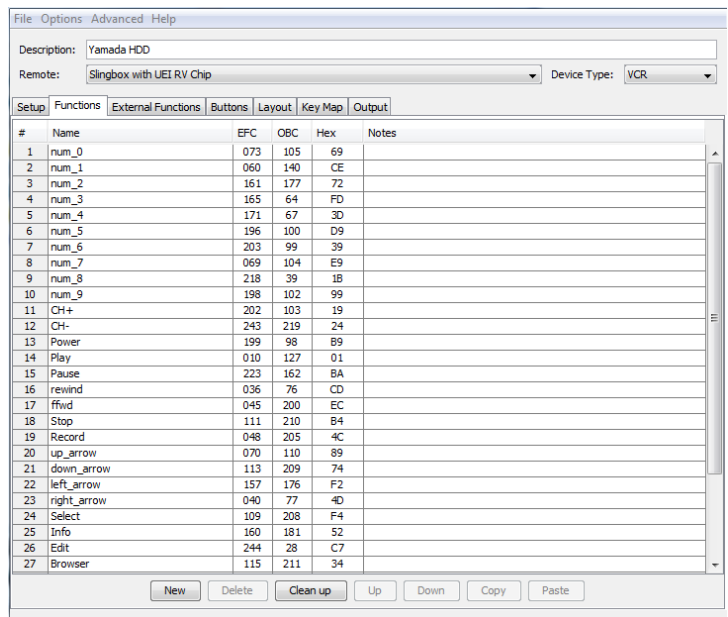 File Options Advanced Help
Description: Yamada HDD
Remote: Slingbox with UEI RV Chip Device Type: VCR
Setup Functions External Functions Buttons Layout Key Map Output
# Name EFC OBC Hex Notes
1 num_0 073 105 69
2 num_1 060 140 CE
3 num_2 161 177 72
4 num_3 165 64 FD
5 num_4 171 67 3D
6 num_5 196 100 D9
7 num_6 203 99 39
8 num_7 069 104 E9
9 num_8 218 39 1B
10 num_9 198 102 99
11 CH+ 202 103 19
12 CH- 243 219 24
13 Power 199 98 B9
14 Play 010 127 01
15 Pause 223 162 BA
16 rewind 036 76 CD
17 ffwd 045 200 EC
18 Stop 111 210 B4
19 Record 048 205 4C
20 up_arrow 070 110 89
21 down_arrow 113 209 74
22 left_arrow 157 176 F2
23 right_arrow 040 77 4D
24 Select 109 208 F4
25 Info 160 181 52
26 Edit 244 28 C7
27 Browser 115 211 34
New Delete Clean up Up Down Copy Paste